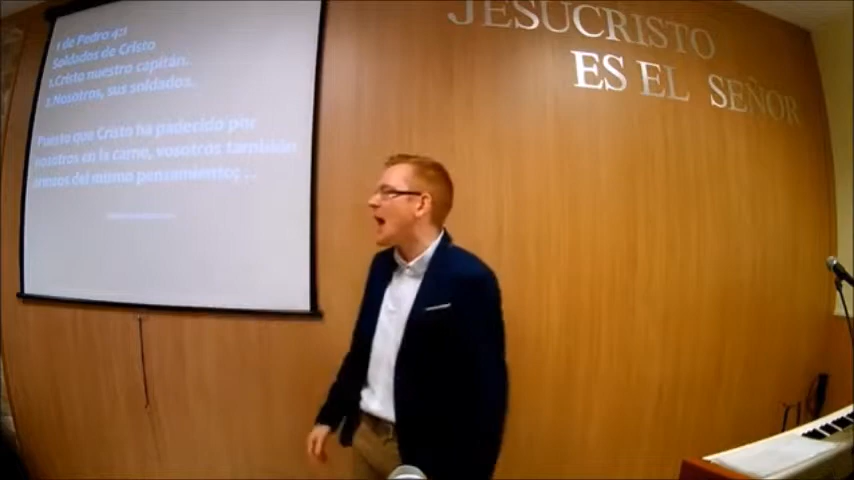 1 de Pedro 4:1
Soldados de Cristo
1.Cristo nuestro capitán.
2.Nosotros, sus soldados.
Puesto que Cristo ha padecido por
nosotros en la carne, vosotros también
armaos del mismo pensamiento;
JESUCRISTO
ES EL SEÑOR